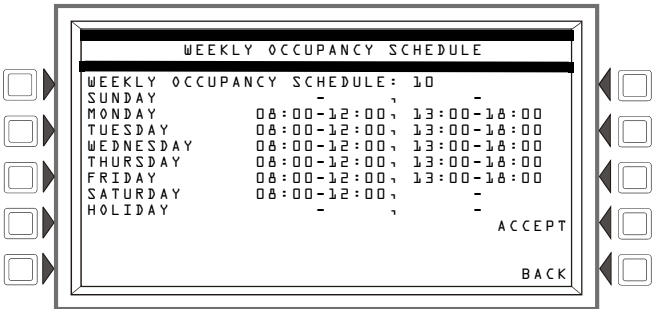 WEEKLY OCCUPANCY SCHEDULE
WEEKLY OCCUPANCY SCHEDULE: 10
SUNDAY - , -
MONDAY 08:00-12:00, 13:00-18:00
TUESDAY 08:00-12:00, 13:00-18:00
WEDNESDAY 08:00-12:00, 13:00-18:00
THURSDAY 08:00-12:00, 13:00-18:00
FRIDAY 08:00-12:00, 13:00-18:00
SATURDAY 08:00-12:00, -
HOLIDAY - , -
ACCEPT
BACK